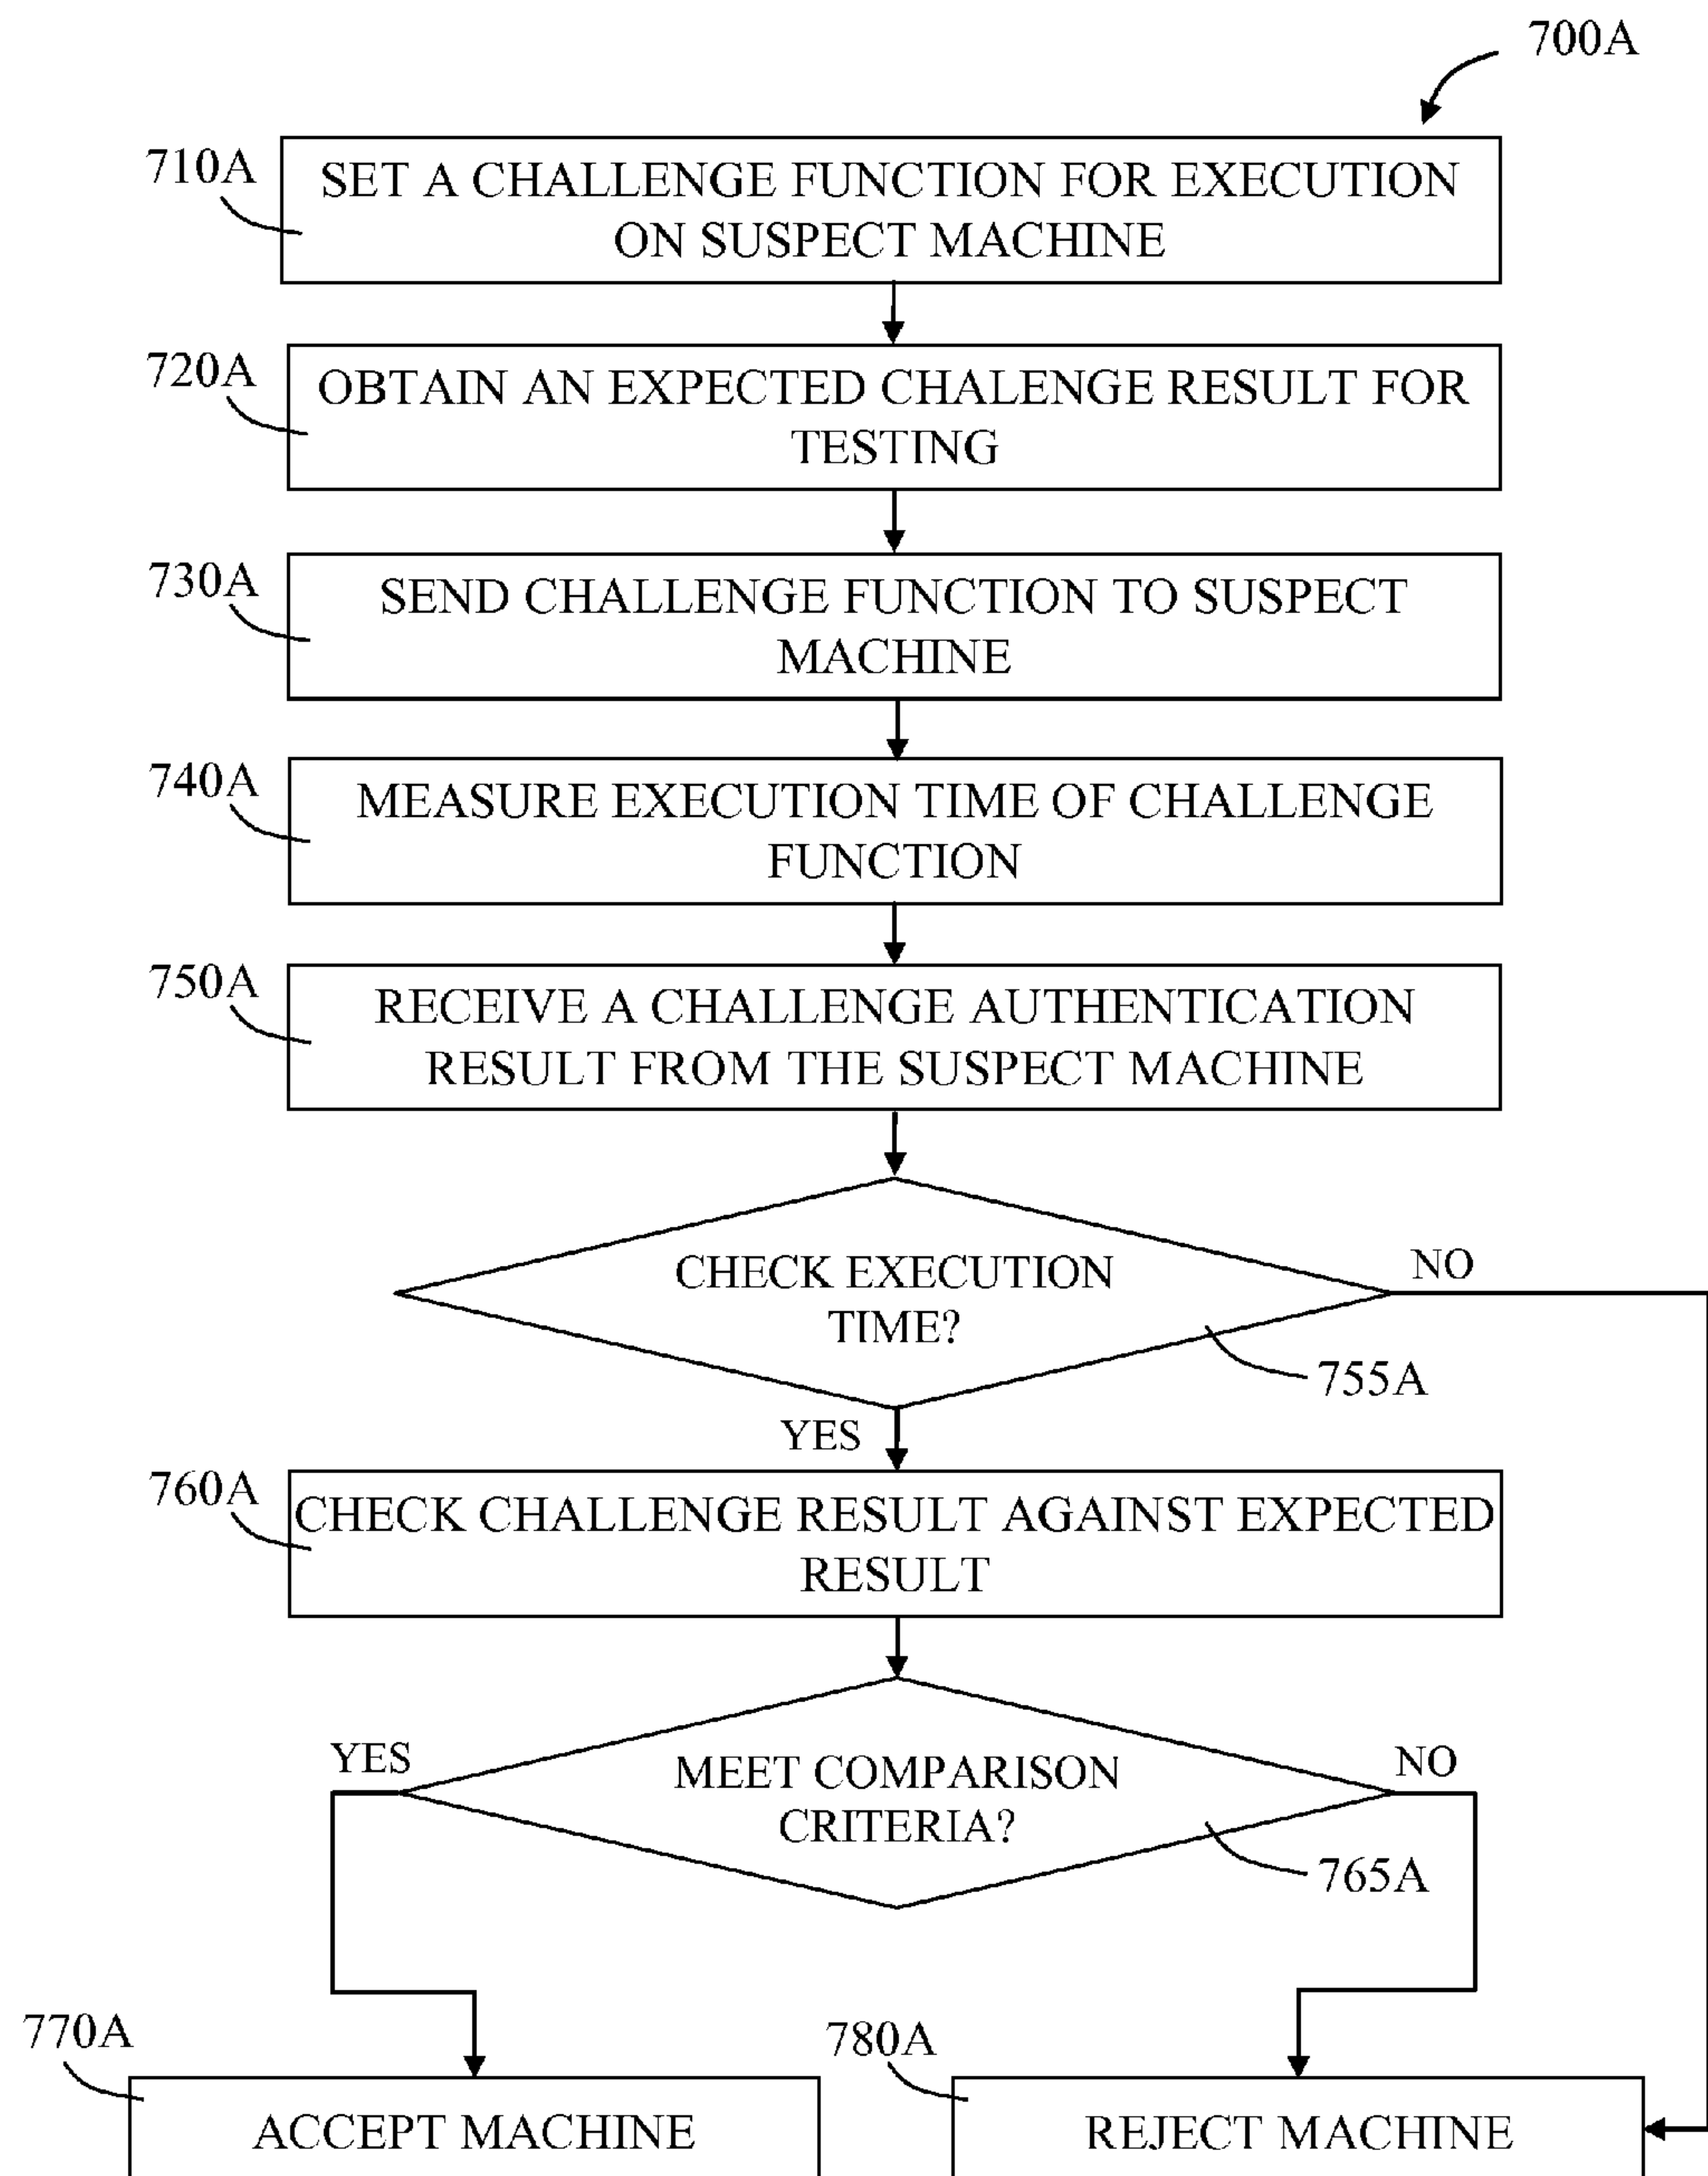 700A
710A
SET A CHALLENGE FUNCTION FOR EXECUTION
ON SUSPECT MACHINE
720A
OBTAIN AN EXPECTED CHALENGE RESULT FOR
TESTING
730A
SEND CHALLENGE FUNCTION TO SUSPECT
MACHINE
740A
MEASURE EXECUTION TIME OF CHALLENGE
FUNCTION
750A
RECEIVE A CHALLENGE AUTHENTICATION
RESULT FROM THE SUSPECT MACHINE
CHECK EXECUTION
TIME?
NO
755A
YES
760A
CHECK CHALLENGE RESULT AGAINST EXPECTED
RESULT
YES
MEET COMPARISON
CRITERIA?
NO
765A
770A
ACCEPT MACHINE
780A
REJECT MACHINE